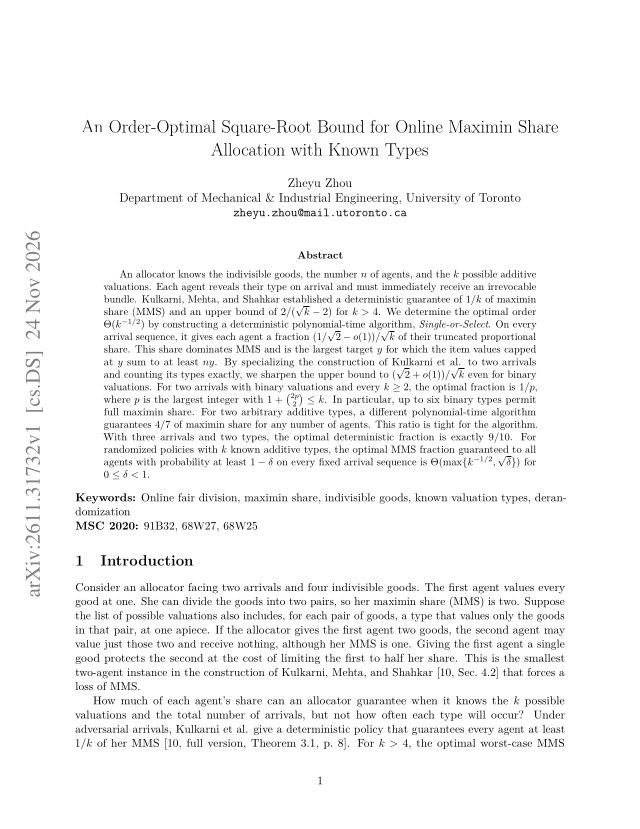 An Order-Optimal Square-Root Bound for Online Maximin Share
Allocation with Known Types
Zheyu Zhou
Department of Mechanical & Industrial Engineering, University of Toronto
zheyu.zhou@mail.utoronto.ca
arXiv:2611.31732v1 [cs.DS] 24 Nov 2026
Abstract
An allocator knows the indivisible goods, the number n of agents, and the k possible additive
valuations. Each agent reveals their type on arrival and must immediately receive an irrevocable
bundle. Kulkarni, Mehta, and Shahkar established a deterministic guarantee of 1/k of maximin
share (MMS) and an upper bound of 2/(√k − 2) for k > 4. We determine the optimal order
Θ(k^{−1/2}) by constructing a deterministic polynomial-time algorithm, Single-or-Select. On every
arrival sequence, it gives each agent a fraction (1/√2 − o(1))/√k of their truncated proportional
share. This share dominates MMS and is the largest target y for which the item values capped
at y sum to at least ny. By specializing the construction of Kulkarni et al. to two arrivals
and counting its types exactly, we sharpen the upper bound to (√2 + o(1))/√k even for binary
valuations. For two arrivals with binary valuations and every k ≥ 2, the optimal fraction is 1/p,
where p is the largest integer with 1 + (2p choose p) ≤ k. In particular, up to six binary types permit
full maximin share. For two arbitrary additive types, a different polynomial-time algorithm
guarantees 4/7 of maximin share for any number of agents. This ratio is tight for the algorithm.
With three arrivals and two types, the optimal deterministic fraction is exactly 9/10. For
randomized policies with k known additive types, the optimal MMS fraction guaranteed to all
agents with probability at least 1 − δ on every fixed arrival sequence is Θ(max{k^{−1/2}, √δ}) for
0 ≤ δ < 1.
Keywords: Online fair division, maximin share, indivisible goods, known valuation types, deran-
domization
MSC 2020: 91B32, 68W27, 68W25
1 Introduction
Consider an allocator facing two arrivals and four indivisible goods. The first agent values every
good at one. She can divide the goods into two pairs, so her maximin share (MMS) is two. Suppose
the list of possible valuations also includes, for each pair of goods, a type that values only the goods
in that pair, at one apiece. If the allocator gives the first agent two goods, the second agent may
value just those two and receive nothing, although her MMS is one. Giving the first agent a single
good protects the second at the cost of limiting the first to half her share. This is the smallest
two-agent instance in the construction of Kulkarni, Mehta, and Shahkar [10, Sec. 4.2] that forces a
loss of MMS.
How much of each agent's share can an allocator guarantee when it knows the k possible
valuations and the total number of arrivals, but not how often each type will occur? Under
adversarial arrivals, Kulkarni et al. give a deterministic policy that guarantees every agent at least
1/k of her MMS [10, full version, Theorem 3.1, p. 8]. For k > 4, the optimal worst-case MMS
1